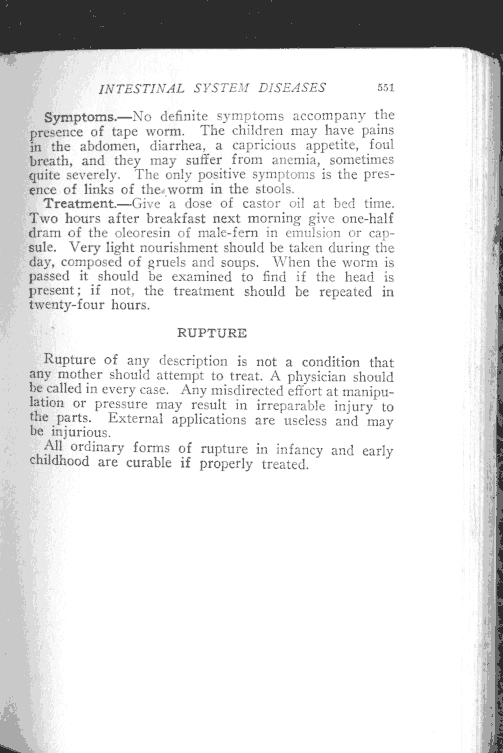 INTESTINAL SYSTEM DISEASES 551
Symptoms.—No definite symptoms accompany the
presence of tape worm. The children may have pains
in the abdomen, diarrhea, a capricious appetite, foul
breath, and they may suffer from anemia, sometimes
quite severely. The only positive symptoms is the pres-
ence of links of the worm in the stools.
Treatment.—Give a dose of castor oil at bed time.
Two hours after breakfast next morning give one-half
dram of the oleoresin of male-fern in emulsion or cap-
sule. Very light nourishment should be taken during the
day, composed of gruels and soups. When the worm is
passed it should be examined to find if the head is
present; if not, the treatment should be repeated in
twenty-four hours.
RUPTURE
Rupture of any description is not a condition that
any mother should attempt to treat. A physician should
be called in every case. Any misdirected effort at manipu-
lation or pressure may result in irreparable injury to
the parts. External applications are useless and may
be injurious.
All ordinary forms of rupture in infancy and early
childhood are curable if properly treated.